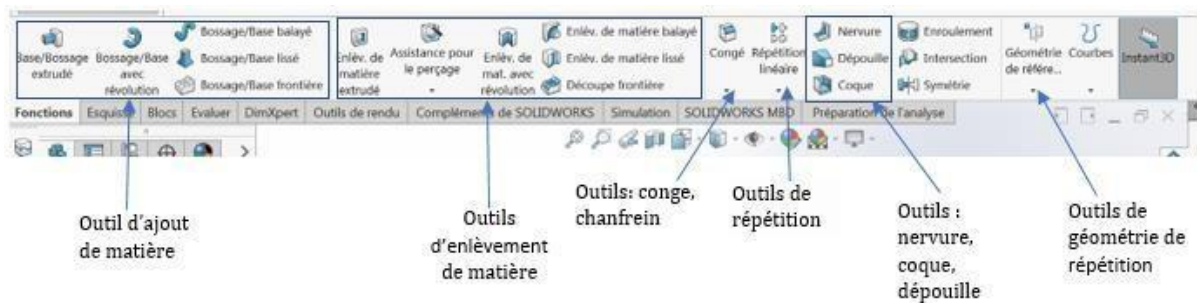 Base/Bossage extrudé
Bossage/Base avec révolution
Bossage/Base balayé
Bossage/Base lissé
Bossage/Base frontière
Enlèv. de matière extrudé
Assistance pour le perçage
Enlèv. de mat. avec révolution
Enlèv. de matière balayé
Enlèv. de matière lissé
Découpe frontière
Congé
Répétition linéaire
Nervure
Dépouille
Coque
Enroulement
Intersection
Symétrie
Géométrie de référe...
Courbes
Instant3D
Fonctions Esquisse Blocs Evaluer DimXpert Outils de rendu Compléments de SOLIDWORKS Simulation SOLIDWORKS MBD Préparation de l'analyse
Outil d'ajout
de matière
Outils
d'enlèvement
de matière
Outils: conge,
chanfrein
Outils de
répétition
Outils :
nervure,
coque,
dépouille
Outils de
géométrie de
répétition